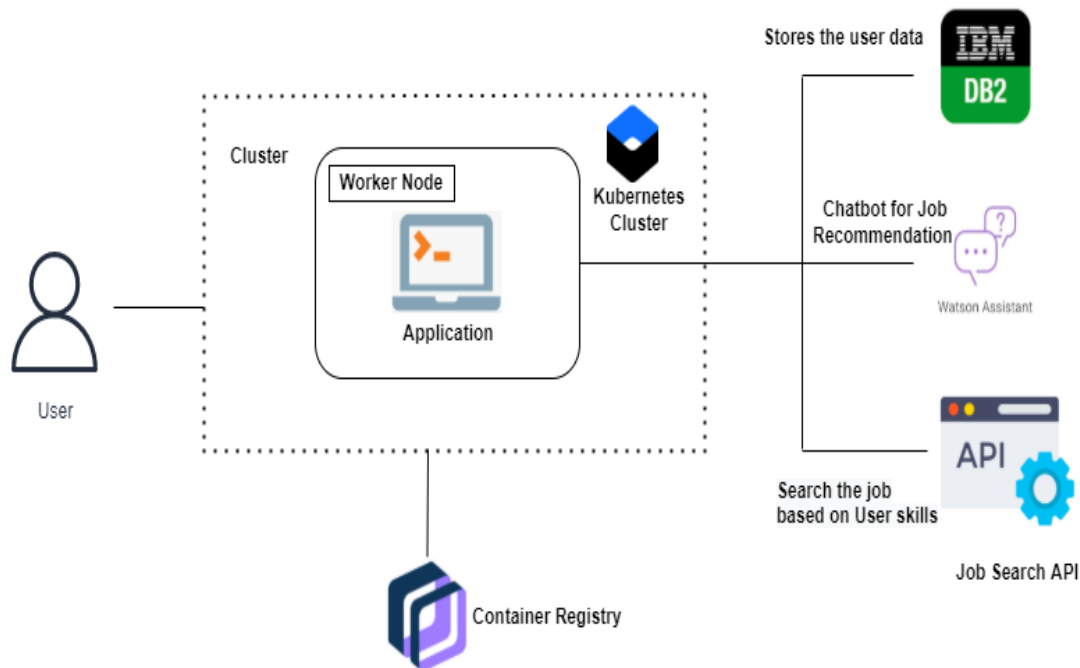 Stores the user data
IBM
DB2
Cluster
Worker Node
Kubernetes
Cluster
Application
Chatbot for Job
Recommendation
?
Watson Assistant
User
API
Search the job
based on User skills
Job Search API
Container Registry